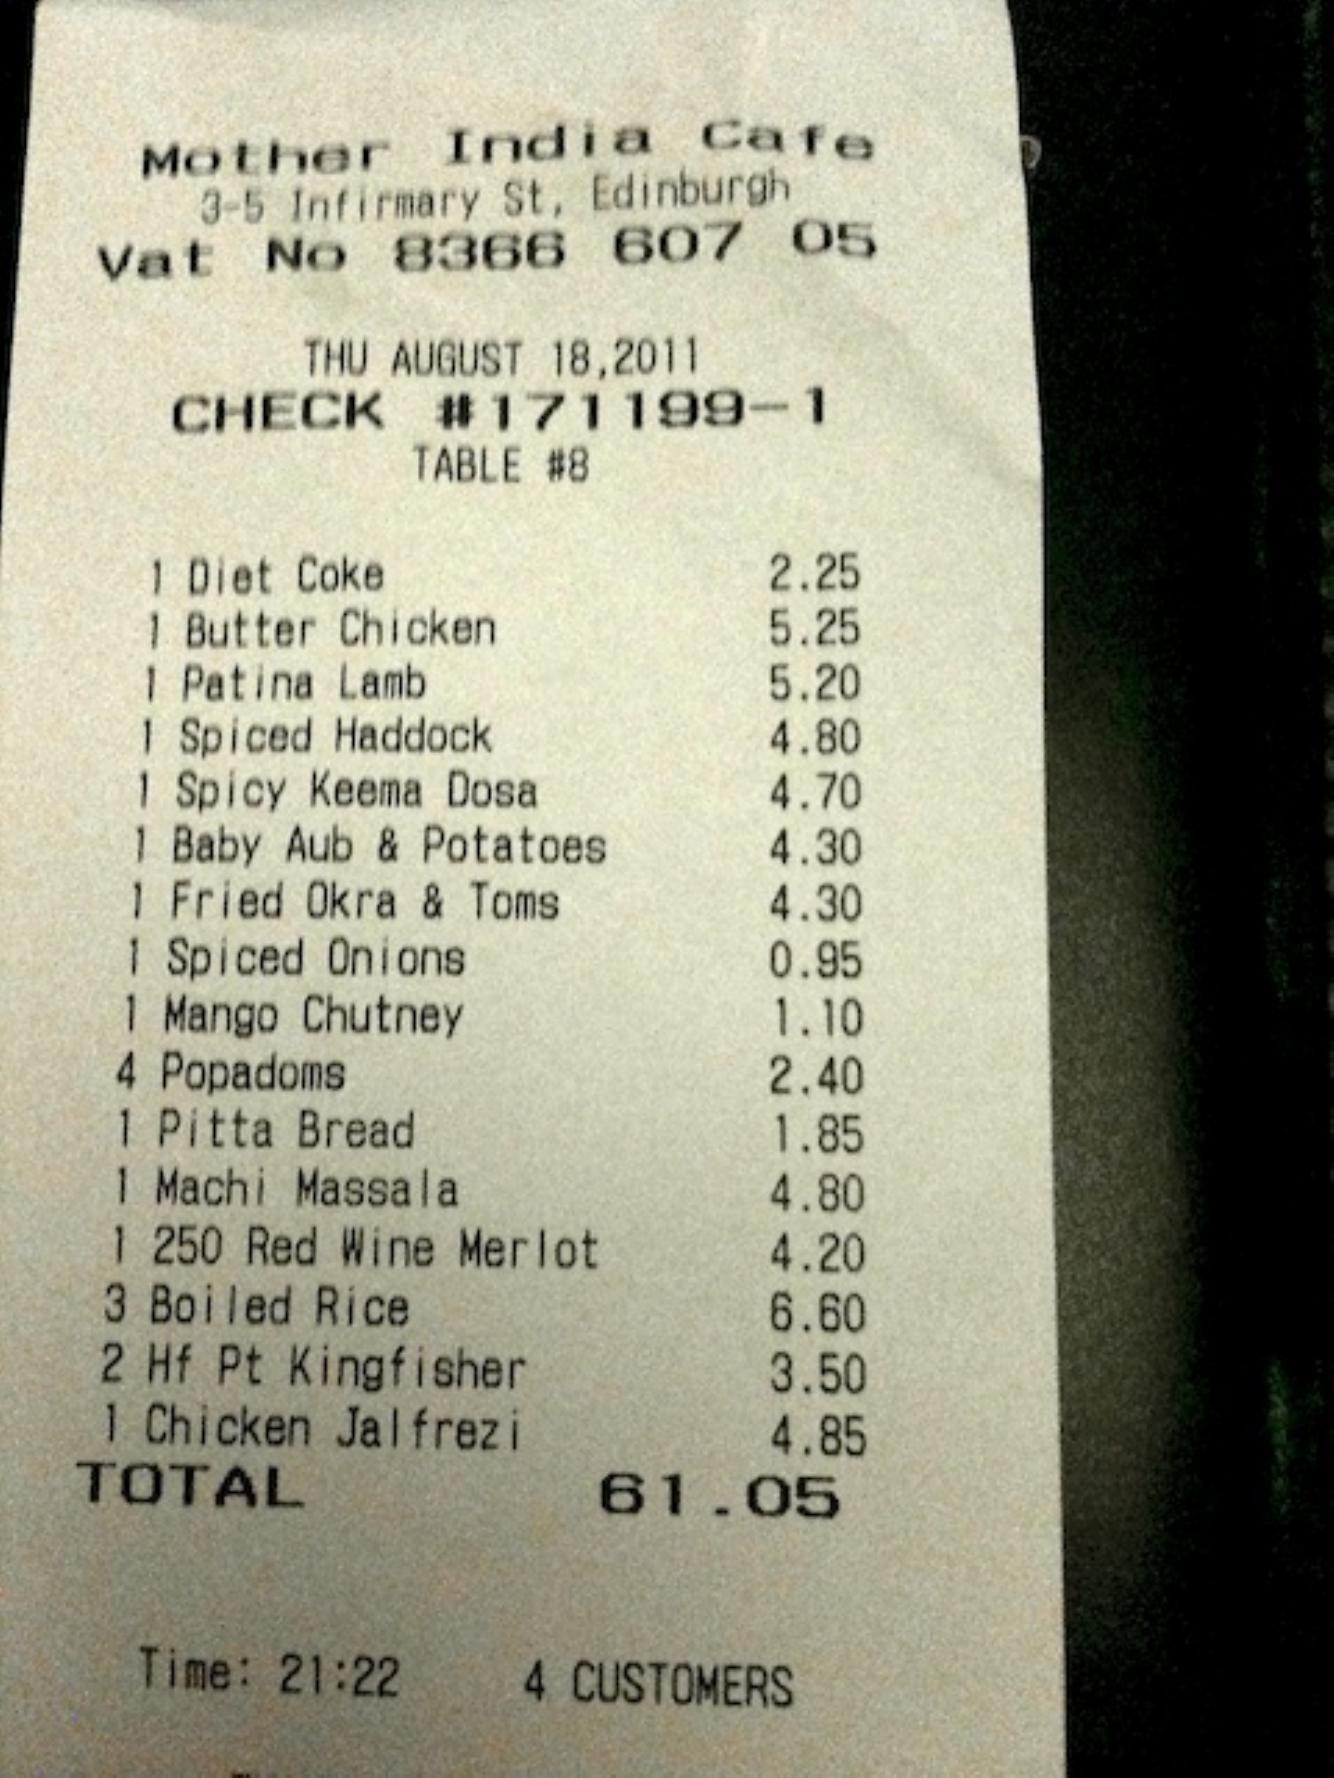 Mother India Cafe
3-5 Infirmary St, Edinburgh
Vat No 8366 607 05
THU AUGUST 18,2011
CHECK #171199-1
TABLE #8
1 Diet Coke 2.25
1 Butter Chicken 5.25
1 Patina Lamb 5.20
1 Spiced Haddock 4.80
1 Spicy Keema Dosa 4.70
1 Baby Aub & Potatoes 4.30
1 Fried Okra & Toms 4.30
1 Spiced Onions 0.95
1 Mango Chutney 1.10
4 Popadoms 2.40
1 Pitta Bread 1.85
1 Machi Massala 4.80
1 250 Red Wine Merlot 4.20
3 Boiled Rice 6.60
2 Hf Pt Kingfisher 3.50
1 Chicken Jalfrezi 4.85
TOTAL 61.05
Time: 21:22 4 CUSTOMERS